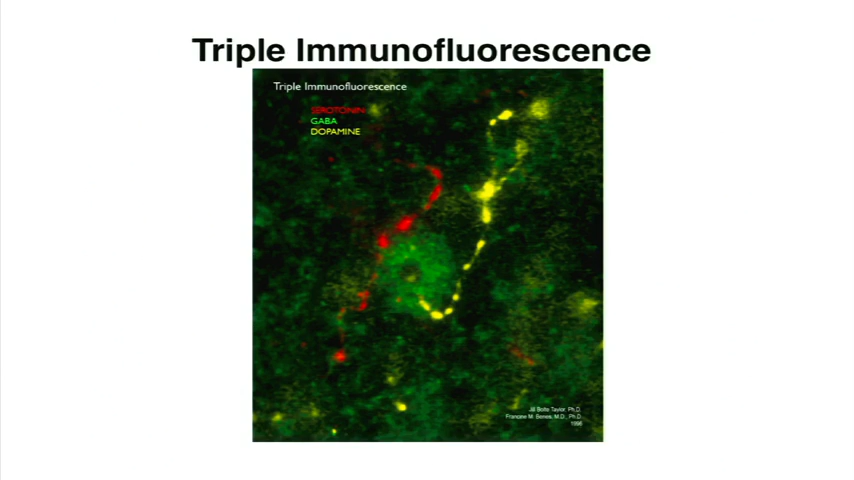 Triple Immunofluorescence
Triple Immunofluorescence
SEROTONIN
GABA
DOPAMINE
Jill Bolte Taylor, Ph.D.
Francine M. Benes, M.D., Ph.D.
1996